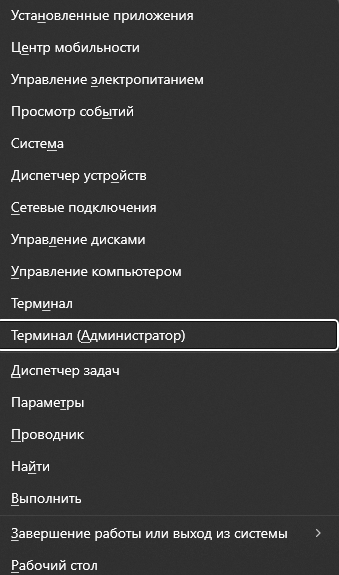 Установленные приложения
Центр мобильности
Управление электропитанием
Просмотр событий
Система
Диспетчер устройств
Сетевые подключения
Управление дисками
Управление компьютером
Терминал
Терминал (Администратор)
Диспетчер задач
Параметры
Проводник
Найти
Выполнить
Завершение работы или выход из системы
Рабочий стол